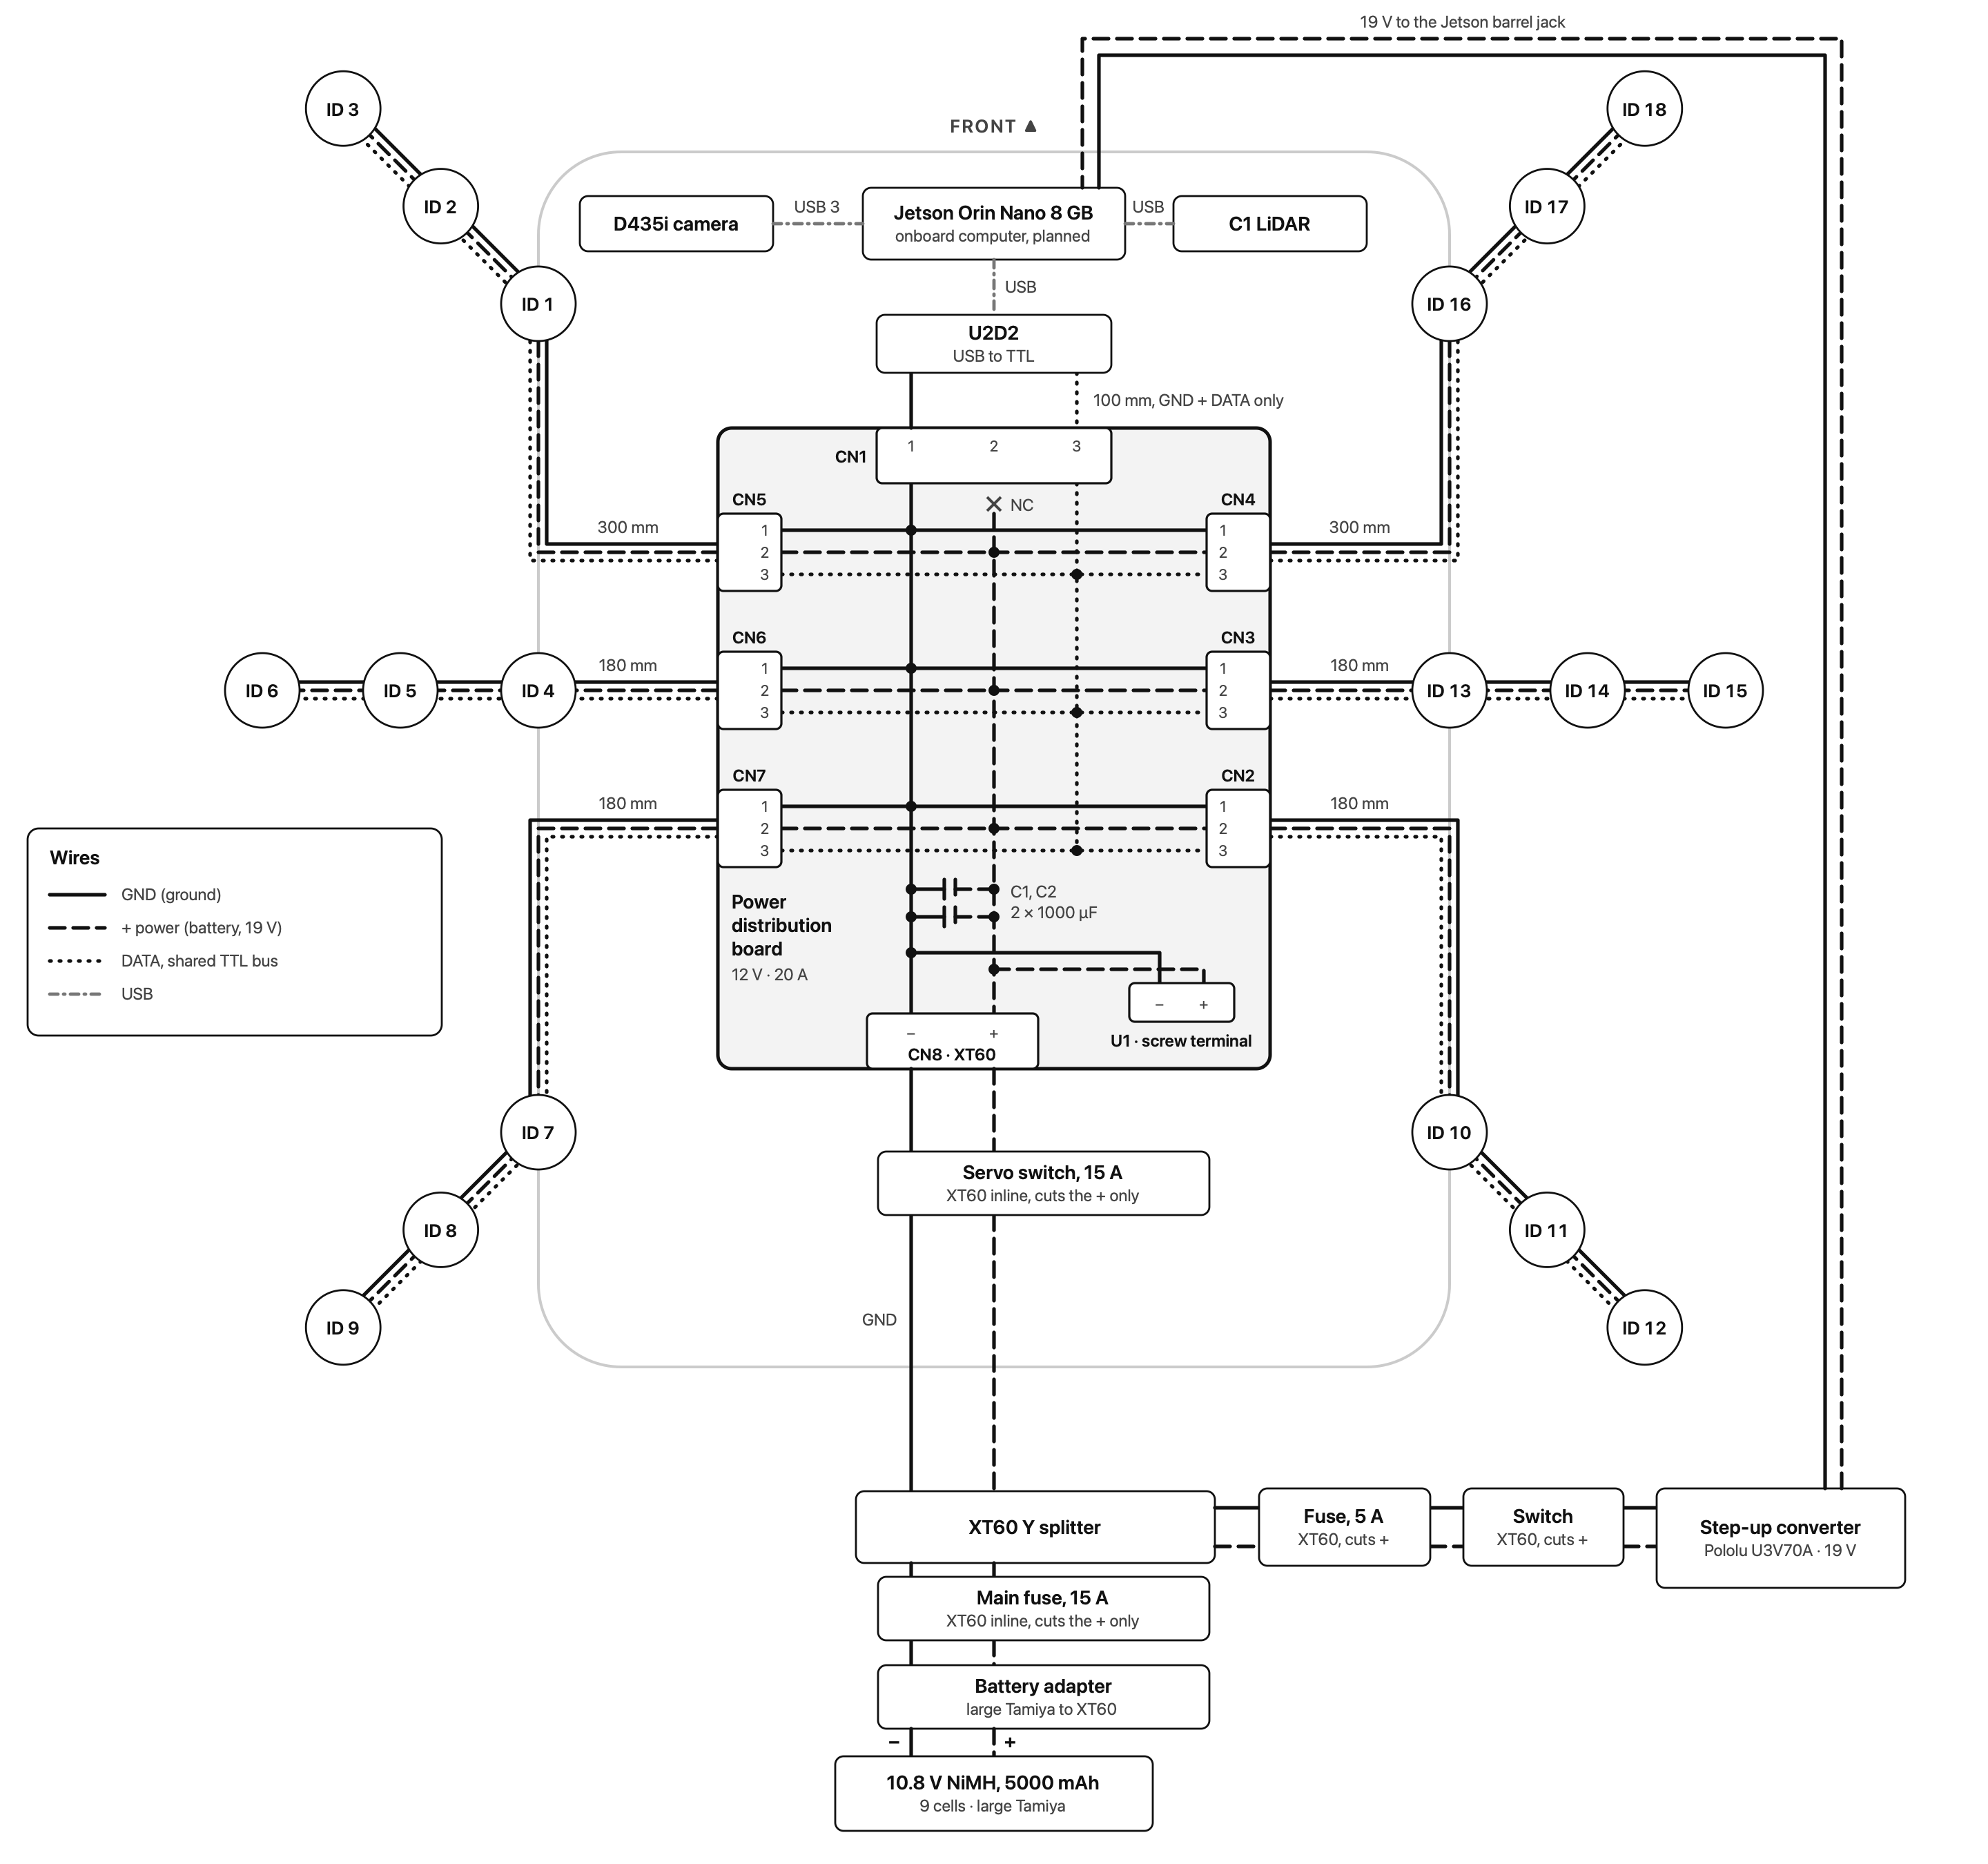 19 V to the Jetson barrel jack
ID 3
ID 18
FRONT ▲
ID 2
ID 17
D435i camera
USB 3
Jetson Orin Nano 8 GB
onboard computer, planned
USB
C1 LiDAR
USB
ID 1
ID 16
U2D2
USB to TTL
100 mm, GND + DATA only
CN1
1 2 3
CN5
NC
CN4
300 mm
300 mm
1
2
3
1
2
3
CN6
CN3
180 mm
180 mm
1
2
3
1
2
3
ID 6
ID 5
ID 4
ID 13
ID 14
ID 15
CN7
CN2
180 mm
180 mm
1
2
3
1
2
3
Wires
GND (ground)
+ power (battery, 19 V)
DATA, shared TTL bus
USB
Power
distribution
board
12 V · 20 A
C1, C2
2 × 1000 µF
− +
U1 · screw terminal
− +
CN8 · XT60
ID 7
ID 10
Servo switch, 15 A
XT60 inline, cuts the + only
ID 8
ID 11
GND
ID 9
ID 12
XT60 Y splitter
Fuse, 5 A
XT60, cuts +
Switch
XT60, cuts +
Step-up converter
Pololu U3V70A · 19 V
Main fuse, 15 A
XT60 inline, cuts the + only
Battery adapter
large Tamiya to XT60
− +
10.8 V NiMH, 5000 mAh
9 cells · large Tamiya